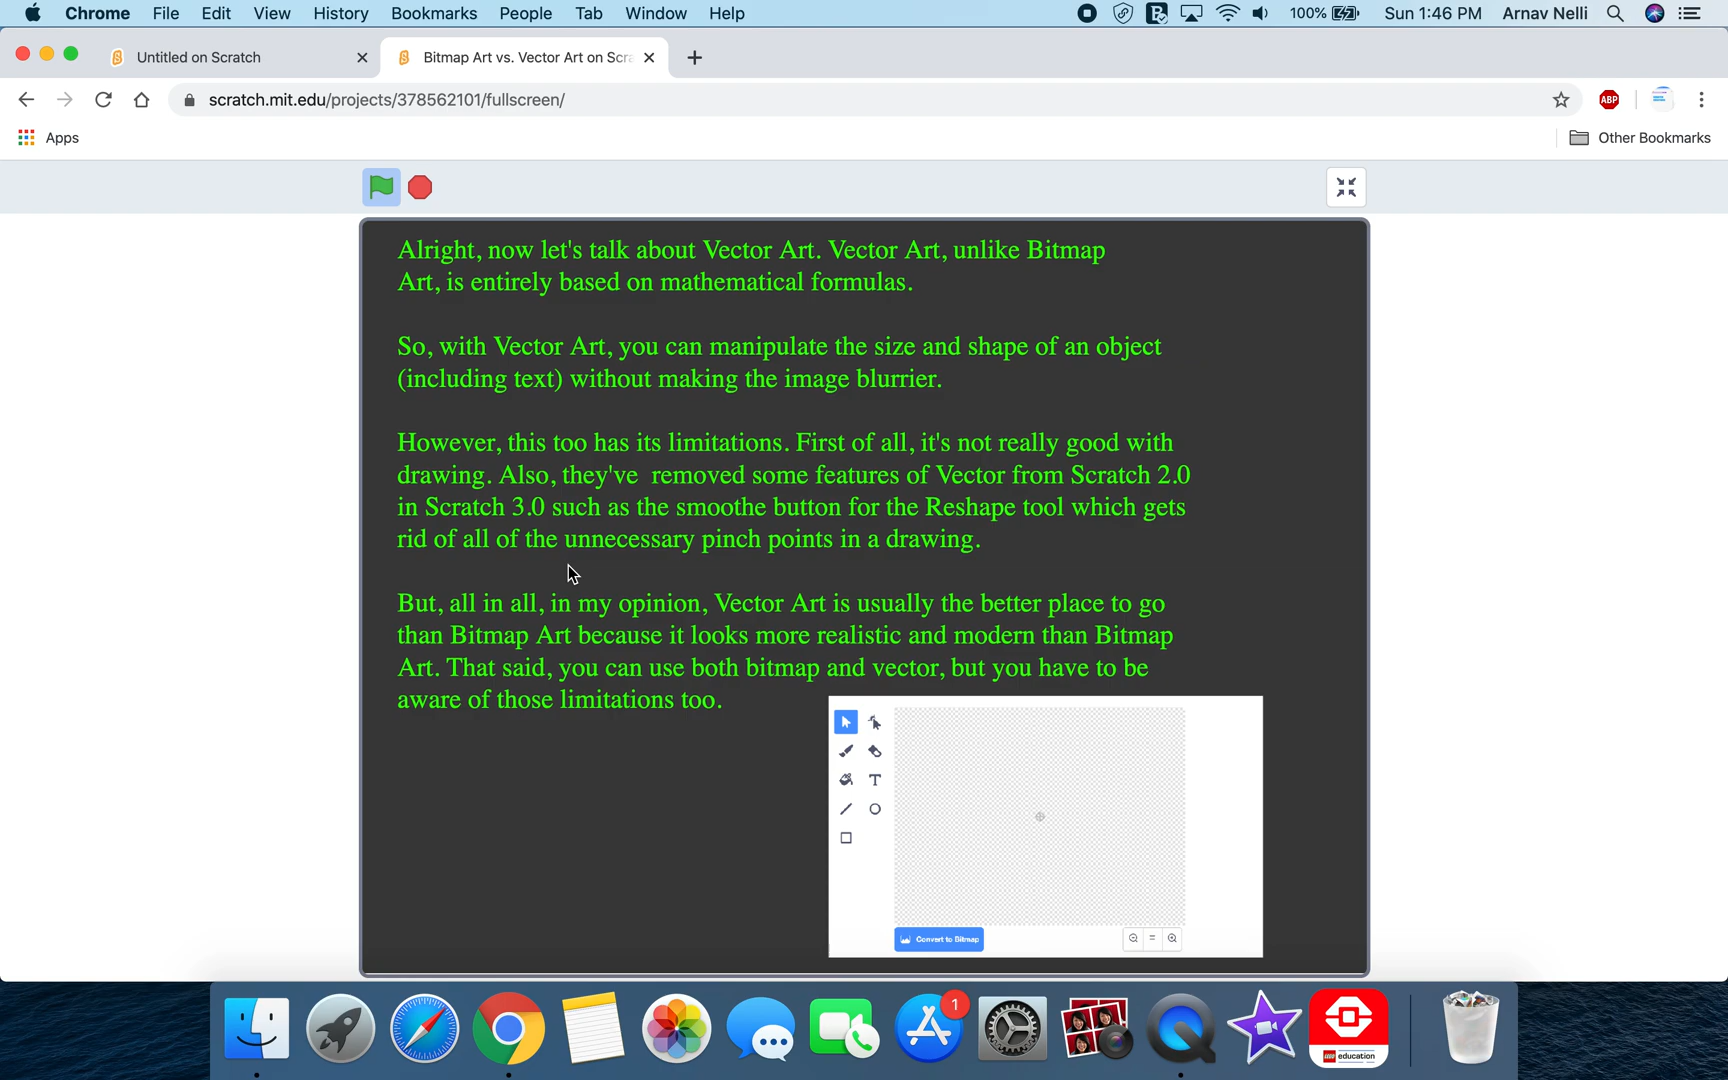 Chrome File Edit View History Bookmarks People Tab Window Help 100% Sun 1:46 PM Arnav Nelli
Untitled on Scratch Bitmap Art vs. Vector Art on Scra
scratch.mit.edu/projects/378562101/fullscreen/ ABP
Apps Other Bookmarks
Alright, now let's talk about Vector Art. Vector Art, unlike Bitmap
Art, is entirely based on mathematical formulas.
So, with Vector Art, you can manipulate the size and shape of an object
(including text) without making the image blurrier.
However, this too has its limitations. First of all, it's not really good with
drawing. Also, they've removed some features of Vector from Scratch 2.0
in Scratch 3.0 such as the smoothe button for the Reshape tool which gets
rid of all of the unnecessary pinch points in a drawing.
But, all in all, in my opinion, Vector Art is usually the better place to go
than Bitmap Art because it looks more realistic and modern than Bitmap
Art. That said, you can use both bitmap and vector, but you have to be
aware of those limitations too.
T
Convert to Bitmap
1
education